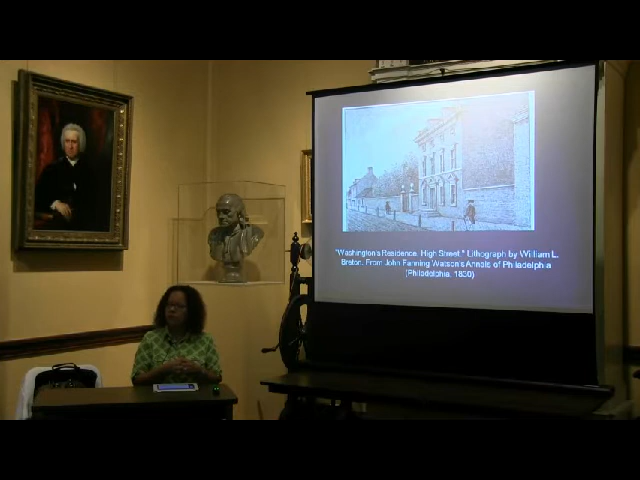 "Washington's Residence, High Street." Lithograph by William L.
Breton. From John Fanning Watson's Annals of Philadelphia
(Philadelphia, 1830)